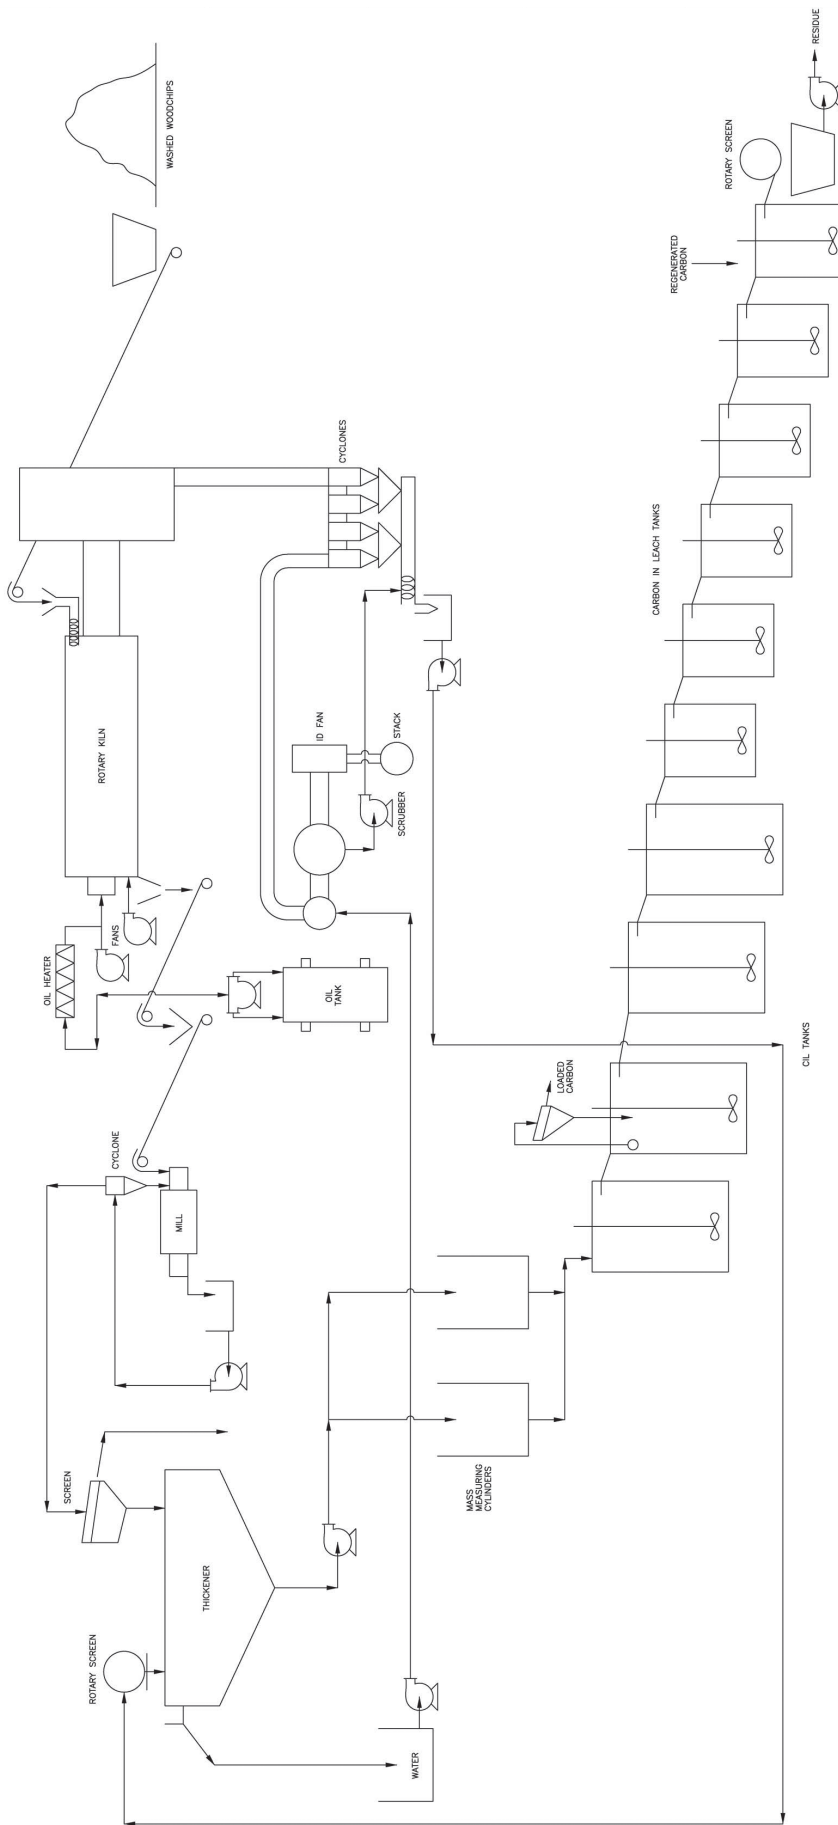 ROTARY SCREEN
SCREEN
THICKENER
WATER
CYCLONE
MILL
MASS
MEASURING
CYLINDERS
OIL HEATER
FANS
OIL
TANK
ROTARY KILN
ID FAN
STACK
SCRUBBER
CYCLONES
WASHED WOODCHIPS
LOADED
CARBON
CIL TANKS
CARBON IN LEACH TANKS
REGENERATED
CARBON
ROTARY SCREEN
RESIDUE